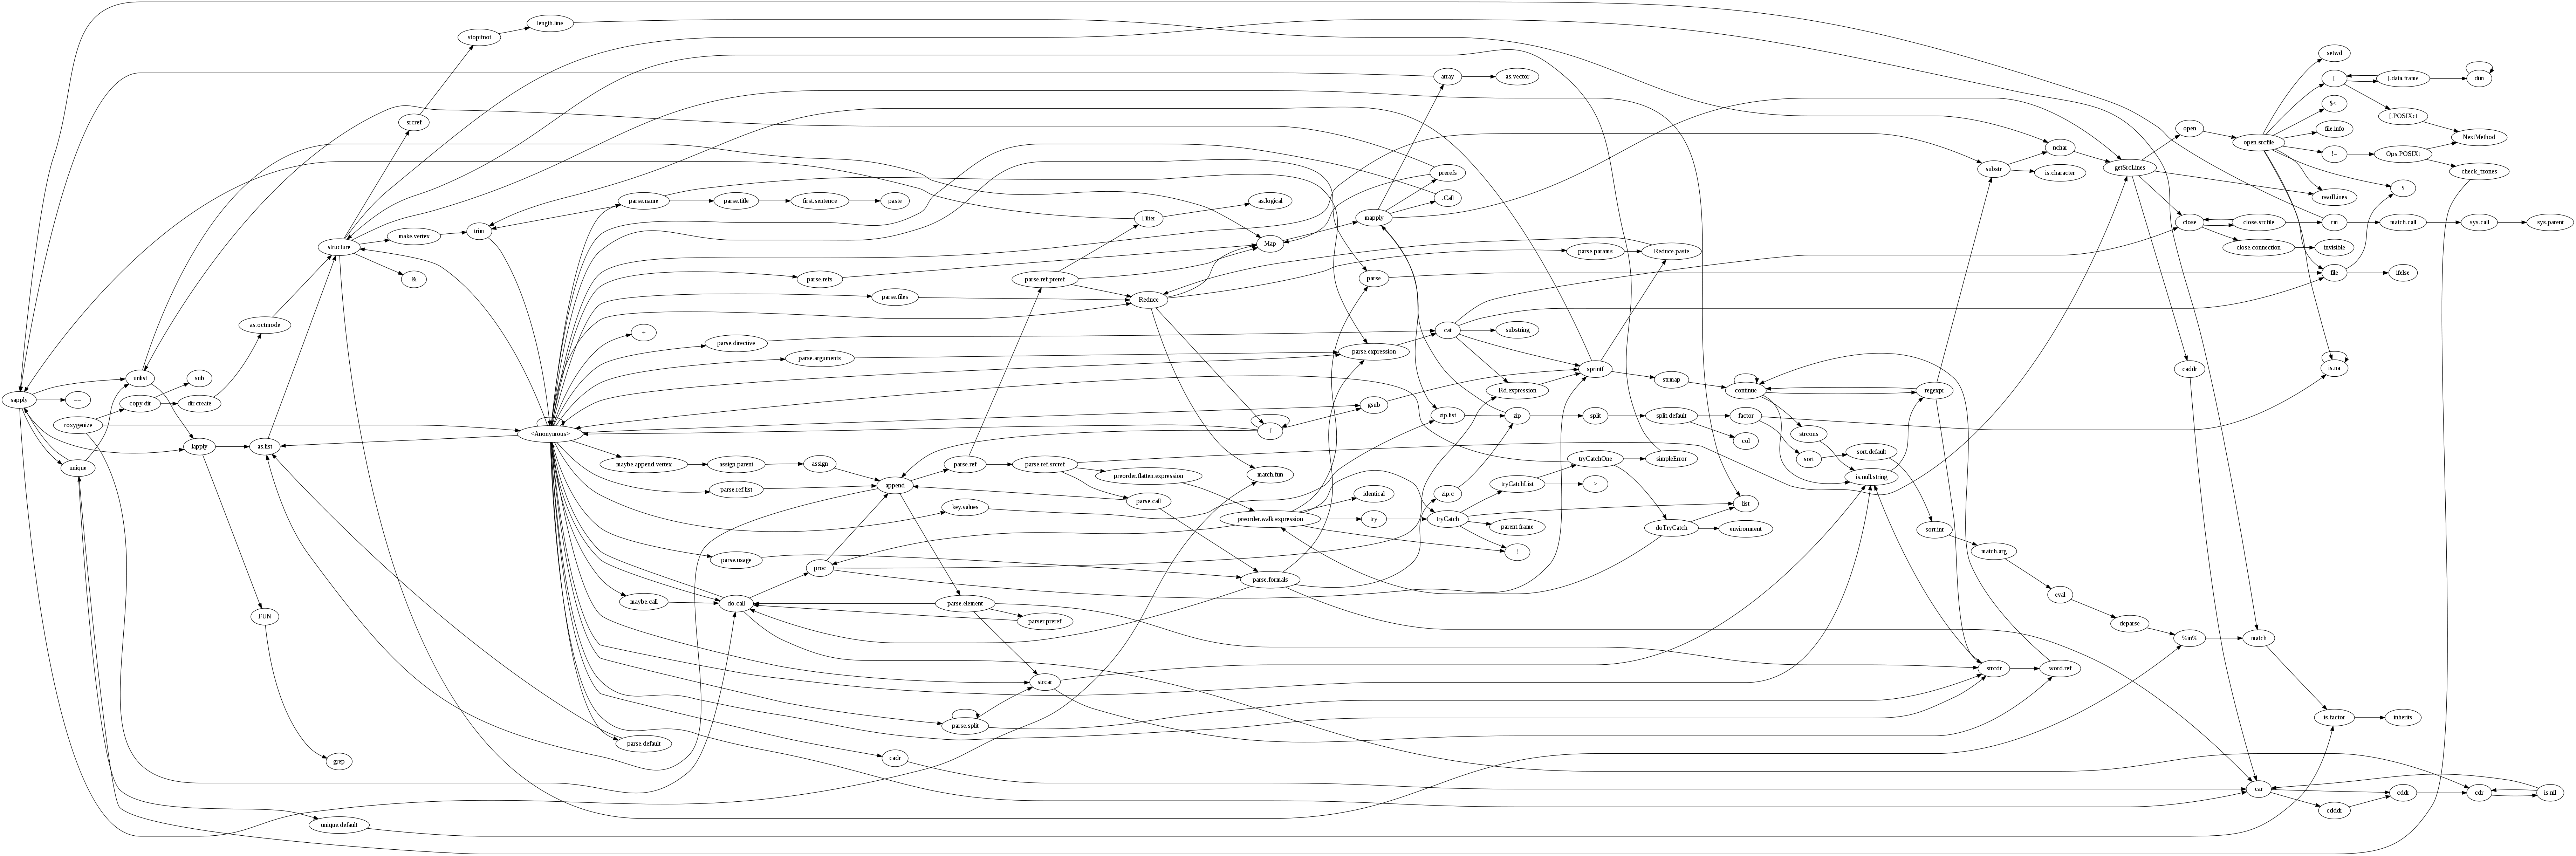 length.line
stopifnot
setwd
array
as.vector
[
[.data.frame
dim
$<-
[.POSIXct
srcref
file.info
open
NextMethod
open.srcfile
nchar
!=
Ops.POSIXt
getSrcLines
substr
is.character
check_tzones
prerefs
$
parse.name
parse.title
first.sentence
paste
.Call
as.logical
readLines
Filter
mapply
close
close.srcfile
rm
match.call
sys.call
sys.parent
trim
make.vertex
structure
Map
close.connection
invisible
Reduce.paste
parse.params
&
parse.refs
parse.ref.preref
parse
file
ifelse
parse.files
Reduce
as.octmode
+
cat
substring
parse.directive
parse.expression
parse.arguments
sprintf
caddr
is.na
unlist
sub
strmap
continue
regexpr
Rd.expression
sapply
==
copy.dir
dir.create
gsub
zip.list
zip
split
split.default
factor
roxygenize
<Anonymous>
f
strcons
col
lapply
as.list
sort
sort.default
maybe.append.vertex
assign.parent
assign
parse.ref
parse.ref.srcref
tryCatchOne
simpleError
unique
preorder.flatten.expression
match.fun
is.null.string
append
tryCatchList
>
parse.ref.list
parse.call
identical
zip.c
list
key.values
preorder.walk.expression
try
tryCatch
parent.frame
doTryCatch
environment
sort.int
!
match.arg
parse.usage
proc
parse.formals
eval
maybe.call
do.call
parse.element
FUN
parser.preref
deparse
%in%
match
strcar
strcdr
word.ref
parse.split
is.factor
inherits
parse.default
cadr
grep
car
cddr
cdr
is.nil
cdddr
unique.default